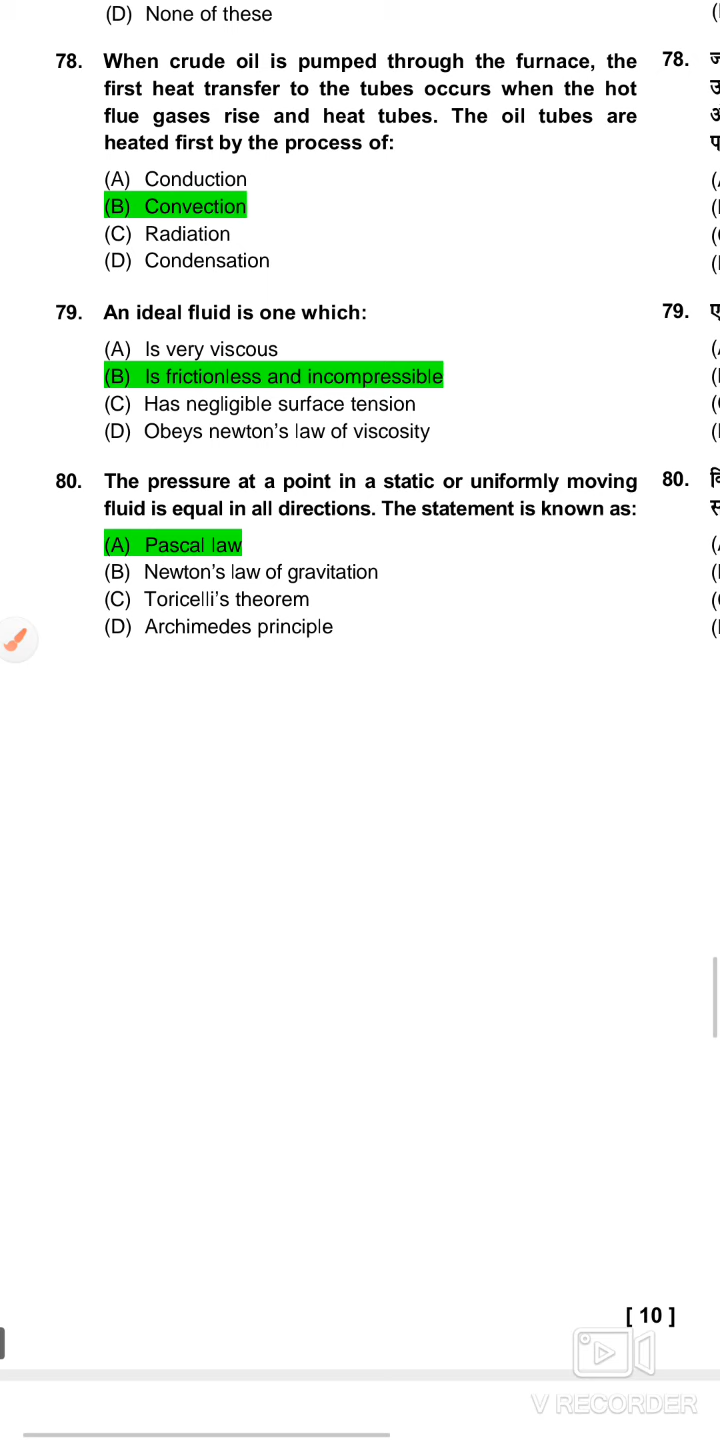 (D) None of these
78. When crude oil is pumped through the furnace, the
first heat transfer to the tubes occurs when the hot
flue gases rise and heat tubes. The oil tubes are
heated first by the process of:
(A) Conduction
(B) Convection
(C) Radiation
(D) Condensation
79. An ideal fluid is one which:
(A) Is very viscous
(B) Is frictionless and incompressible
(C) Has negligible surface tension
(D) Obeys newton's law of viscosity
80. The pressure at a point in a static or uniformly moving
fluid is equal in all directions. The statement is known as:
(A) Pascal law
(B) Newton's law of gravitation
(C) Toricelli's theorem
(D) Archimedes principle
78.
79.
80.
[ 10 ]
V RECORDER